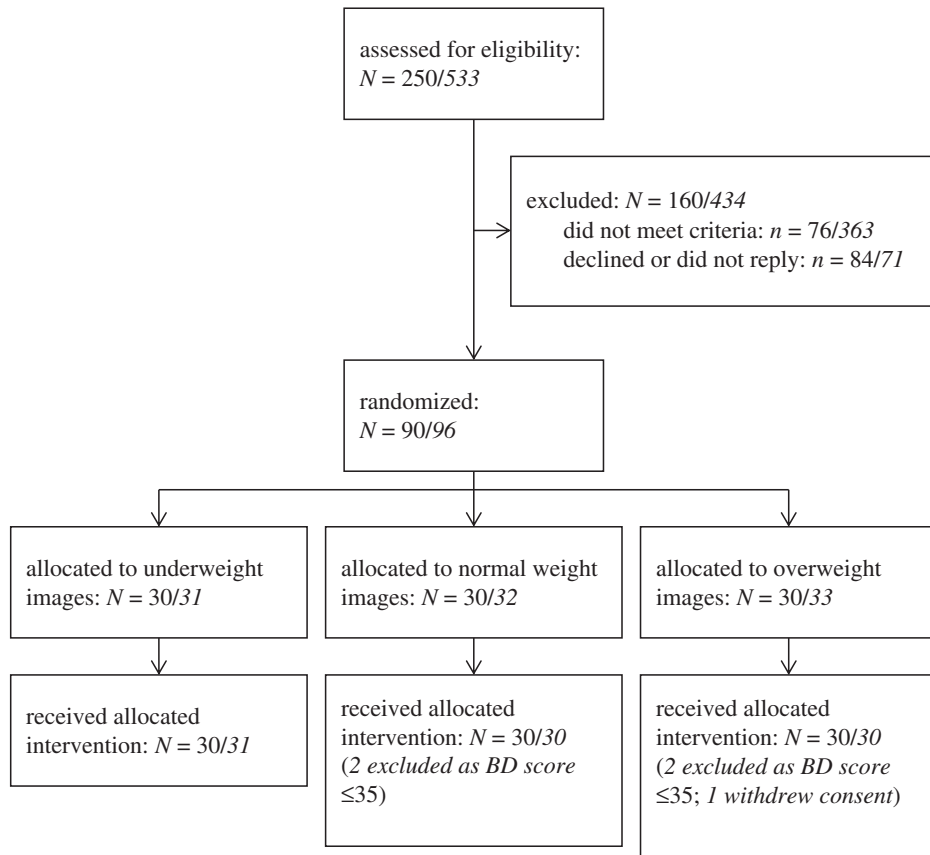 assessed for eligibility:
N = 250/533
excluded: N = 160/434
did not meet criteria: n = 76/363
declined or did not reply: n = 84/71
randomized:
N = 90/96
allocated to underweight
images: N = 30/31
allocated to normal weight
images: N = 30/32
allocated to overweight
images: N = 30/33
received allocated
intervention: N = 30/31
received allocated
intervention: N = 30/30
(2 excluded as BD score
≤35)
received allocated
intervention: N = 30/30
(2 excluded as BD score
≤35; 1 withdrew consent)